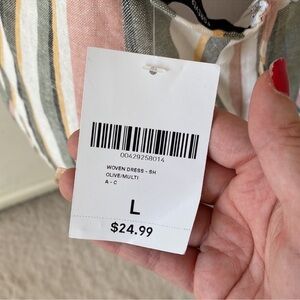 00429258014
WOVEN DRESS - SH
OLIVE/MULTI
A - C
L
$24.99